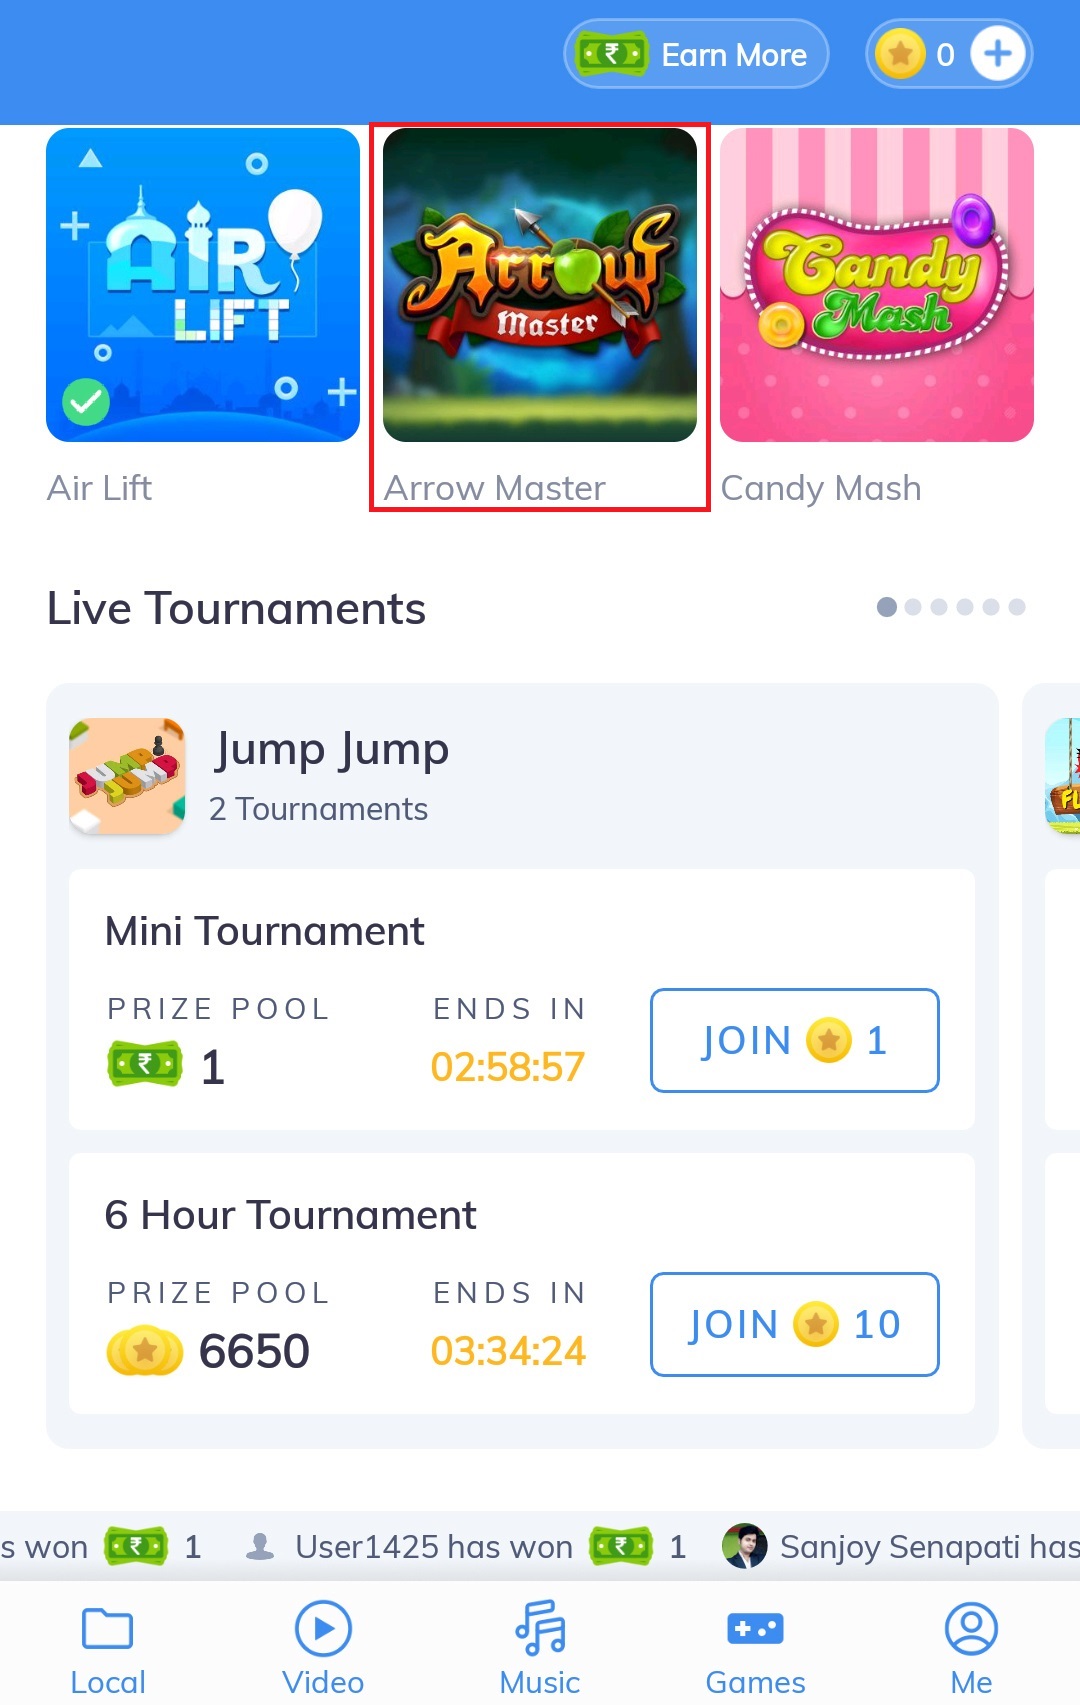 Earn More
0
AIR
LIFT
Arrow
Master
Candy
Mash
Air Lift
Arrow Master
Candy Mash
Live Tournaments
JUMP
JUMP
Jump Jump
2 Tournaments
Mini Tournament
PRIZE POOL
ENDS IN
₹ 1
02:58:57
JOIN 1
6 Hour Tournament
PRIZE POOL
ENDS IN
6650
03:34:24
JOIN 10
s won ₹ 1 User1425 has won ₹ 1 Sanjoy Senapati has
Local
Video
Music
Games
Me